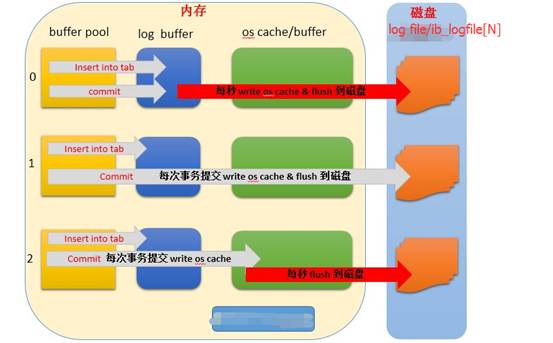 内存
磁盘
buffer pool
log buffer
os cache/buffer
log file/ib_logfile[N]
0
Insert into tab
commit
每秒 write os cache & flush 到磁盘
1
Insert into tab
Commit
每次事务提交 write os cache & flush 到磁盘
2
Insert into tab
Commit
每次事务提交 write os cache
每秒 flush 到磁盘